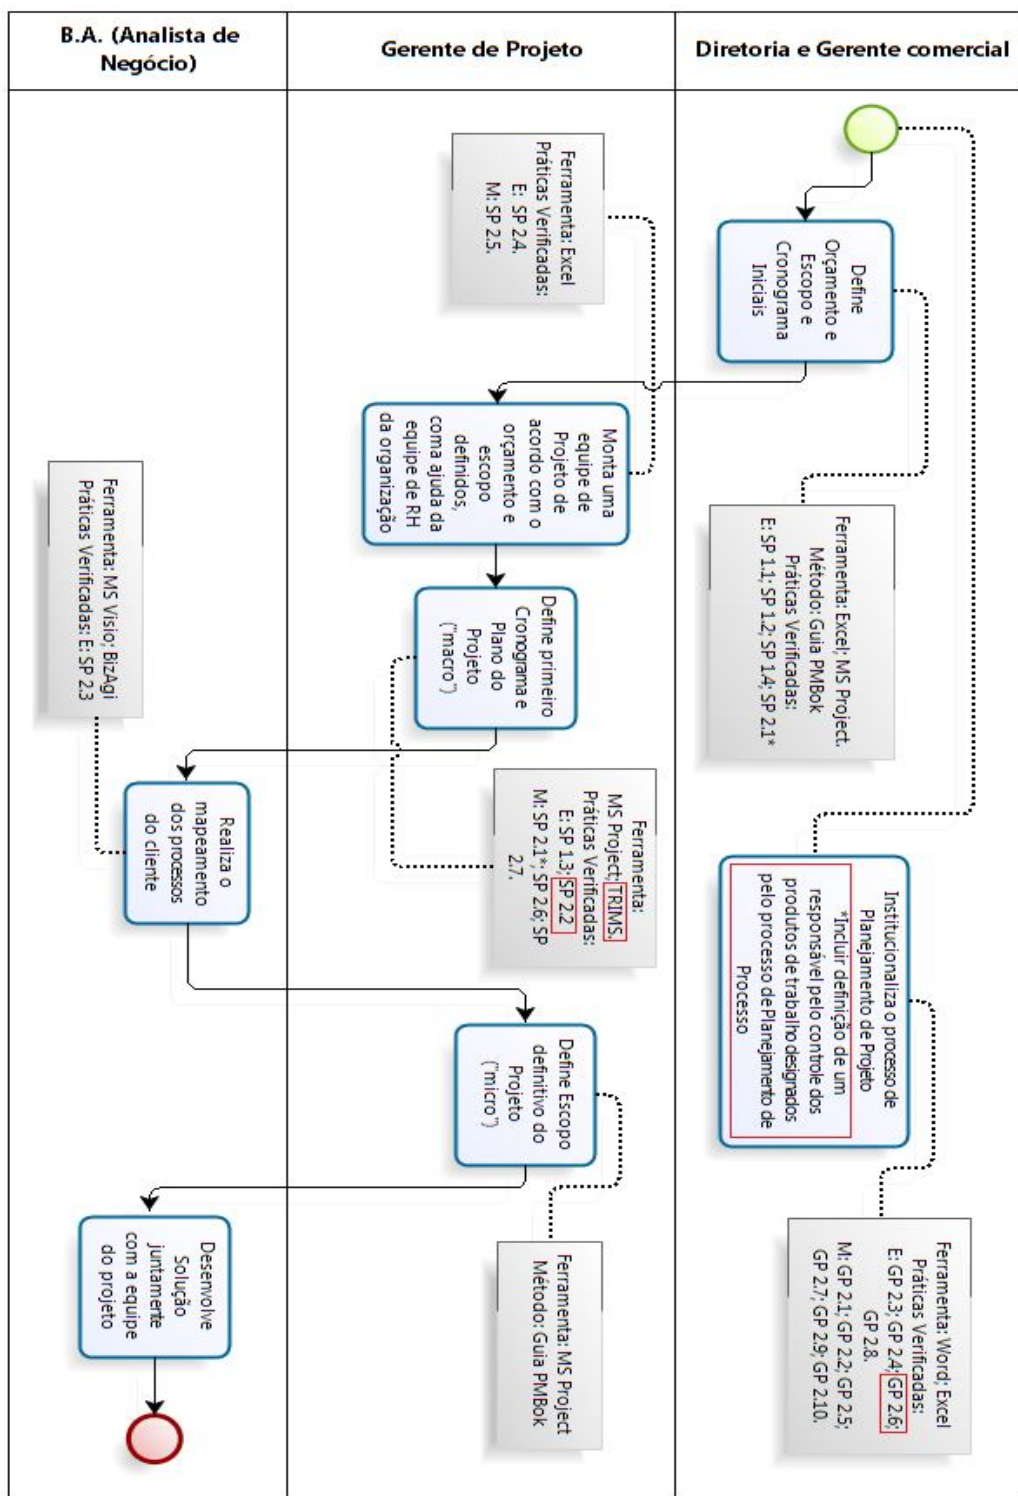 B.A. (Analista de
Negócio)
Gerente de Projeto
Diretoria e Gerente comercial
Define
Orçamento e
Escopo e
Cronograma
Iniciais
Ferramenta: Excel; MS Project.
Método: Guia PMBok
Práticas Verificadas:
E: SP 1.1; SP 1.2; SP 1.4; SP 2.1*
Institucionaliza o processo de
Planejamento de Projeto
*Incluir definição de um
responsável pelo controle dos
produtos de trabalho designados
pelo processo de Planejamento de
Processo
Ferramenta: Word; Excel
Práticas Verificadas:
E: GP 2.3; GP 2.4; GP 2.6;
GP 2.8.
M: GP 2.1; GP 2.2; GP 2.5;
GP 2.7; GP 2.9; GP 2.10.
Ferramenta: Excel
Práticas Verificadas:
E: SP 2.4.
M: SP 2.5.
Monta uma
equipe de
Projeto de
acordo com o
orçamento e
escopo
definidos,
coma ajuda da
equipe de RH
da organização
Define primeiro
Cronograma e
Plano do
Projeto
("macro")
Ferramenta:
MS Project; TRIMS.
Práticas Verificadas:
E: SP 1.3; SP 2.2
M: SP 2.1*; SP 2.6; SP
2.7.
Define Escopo
definitivo do
Projeto
("micro")
Ferramenta: MS Project
Método: Guia PMBok
Ferramenta: MS Visio; BizAgi
Práticas Verificadas: E: SP 2.3
Realiza o
mapeamento
dos processos
do cliente
Desenvolve
Solução
juntamente
com a equipe
do projeto